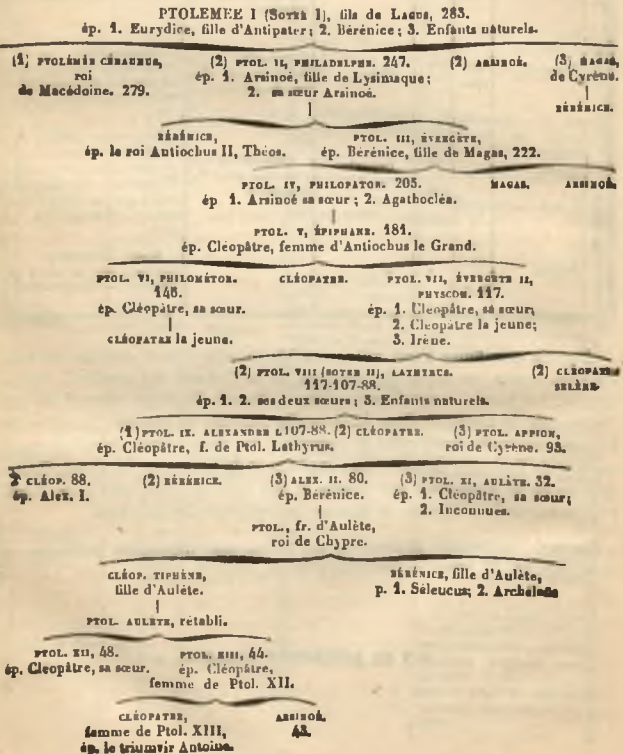 PTOLEMÉE I (SOTER I), fils de LAGUS, 283.
ép. 1. Eurydice, fille d'Antipater; 2. Bérénice; 3. Enfants naturels.
(1) PTOLÉMÉE CÉRAUNUS, (2) PTOL. II, PHILADELPHE. 247. (2) ARSINOÉ. (3) MAGAS,
roi ép. 1. Arsinoé, fille de Lysimaque; de Cyrène.
de Macédoine. 279. 2. sa sœur Arsinoé.
BÉRÉNICE.
BÉRÉNICE, PTOL. III, ÉVERGÈTE,
ép. le roi Antiochus II, Théos. ép. Bérénice, fille de Magas, 222.
PTOL. IV, PHILOPATOR. 205. MAGAS. ARSINOÉ.
ép 1. Arsinoé sa sœur; 2. Agathocléa.
PTOL. V, ÉPIPHANE. 181.
ép. Cléopâtre, femme d'Antiochus le Grand.
PTOL. VI, PHILOMÉTOR. CLÉOPATRE. PTOL. VII, ÉVERGÈTE II,
146. PHYSCON. 117.
ép. Cléopâtre, sa sœur. ép. 1. Cleopâtre, sa sœur;
2. Cleopâtre la jeune;
CLÉOPATRE la jeune. 3. Irène.
(2) PTOL. VIII (SOTER II), LATHYRUS. (2) CLÉOPATRE
117-107-88. SÉLÈNE.
ép. 1. 2. ses deux sœurs; 3. Enfants naturels.
(1) PTOL. IX. ALEXANDRE I. 107-88. (2) CLÉOPATRE. (3) PTOL. APPION,
ép. Cléopâtre, f. de Ptol. Lathyrus. roi de Cyrène. 93.
2 CLÉOP. 88. (2) BÉRÉNICE. (3) ALEX. II. 80. (3) PTOL. XI, AULÈTE. 32.
ép. Alex. I. ép. Bérénice. ép. 1. Cléopâtre, sa sœur;
2. Inconnues.
PTOL., fr. d'Aulète,
roi de Chypre.
CLÉOP. TIPHÈNE, BÉRÉNICE, fille d'Aulète,
fille d'Aulète. p. 1. Séleucus; 2. Archelaüs
PTOL. AULÈTE, rétabli.
PTOL. XII, 48. PTOL. XIII, 44.
ép. Cleopâtre, sa sœur. ép. Cléopâtre,
femme de Ptol. XII.
CLÉOPATRE, ARSINOÉ.
femme de Ptol. XIII, 43.
ép. le triumvir Antoine.